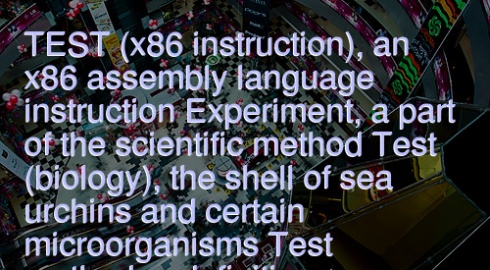 TEST (x86 instruction), an
x86 assembly language
instruction Experiment, a part
of the scientific method Test
(biology), the shell of sea
urchins and certain
microorganisms Test